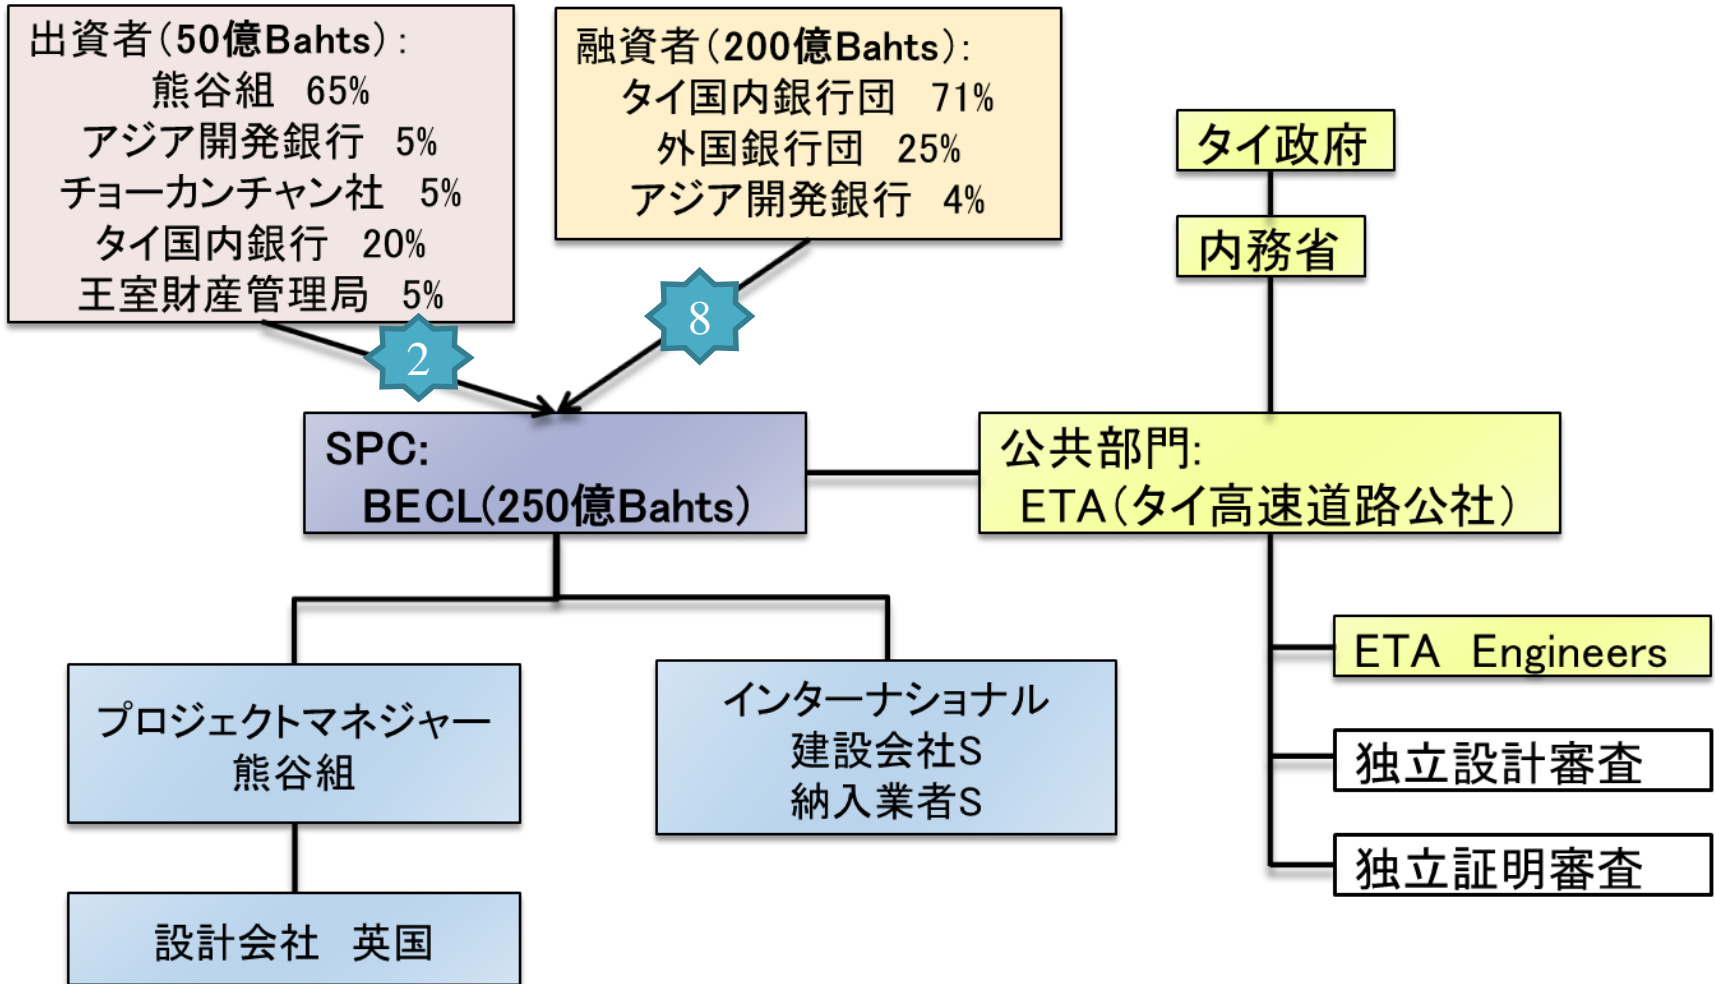 出資者(50億Bahts):
熊谷組 65%
アジア開発銀行 5%
チョーカンチャン社 5%
タイ国内銀行 20%
王室財産管理局 5%
融資者(200億Bahts):
タイ国内銀行団 71%
外国銀行団 25%
アジア開発銀行 4%
タイ政府
内務省
2
8
SPC:
BECL(250億Bahts)
公共部門:
ETA(タイ高速道路公社)
プロジェクトマネジャー
熊谷組
インターナショナル
建設会社S
納入業者S
設計会社 英国
ETA Engineers
独立設計審査
独立証明審査